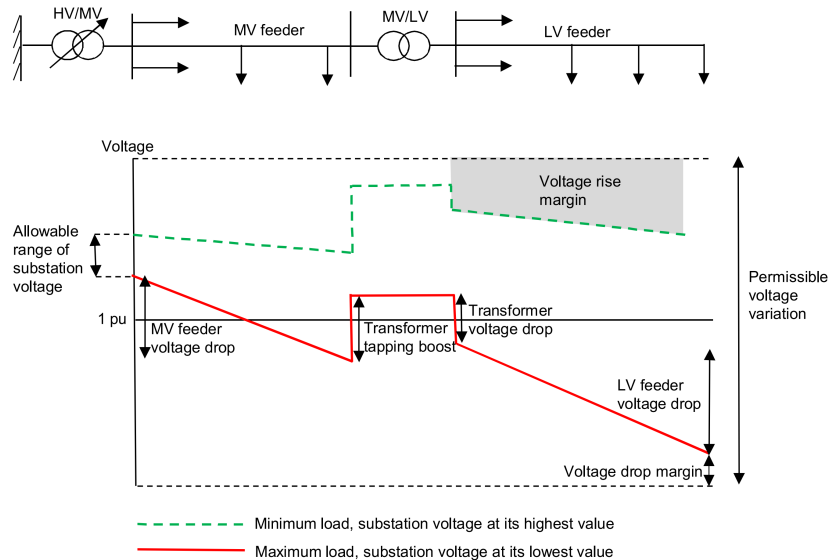 HV/MV
MV feeder
MV/LV
LV feeder
Voltage
Voltage rise
margin
Allowable
range of
substation
voltage
Permissible
voltage
variation
1 pu
MV feeder
voltage drop
Transformer
tapping boost
Transformer
voltage drop
LV feeder
voltage drop
Voltage drop margin
Minimum load, substation voltage at its highest value
Maximum load, substation voltage at its lowest value